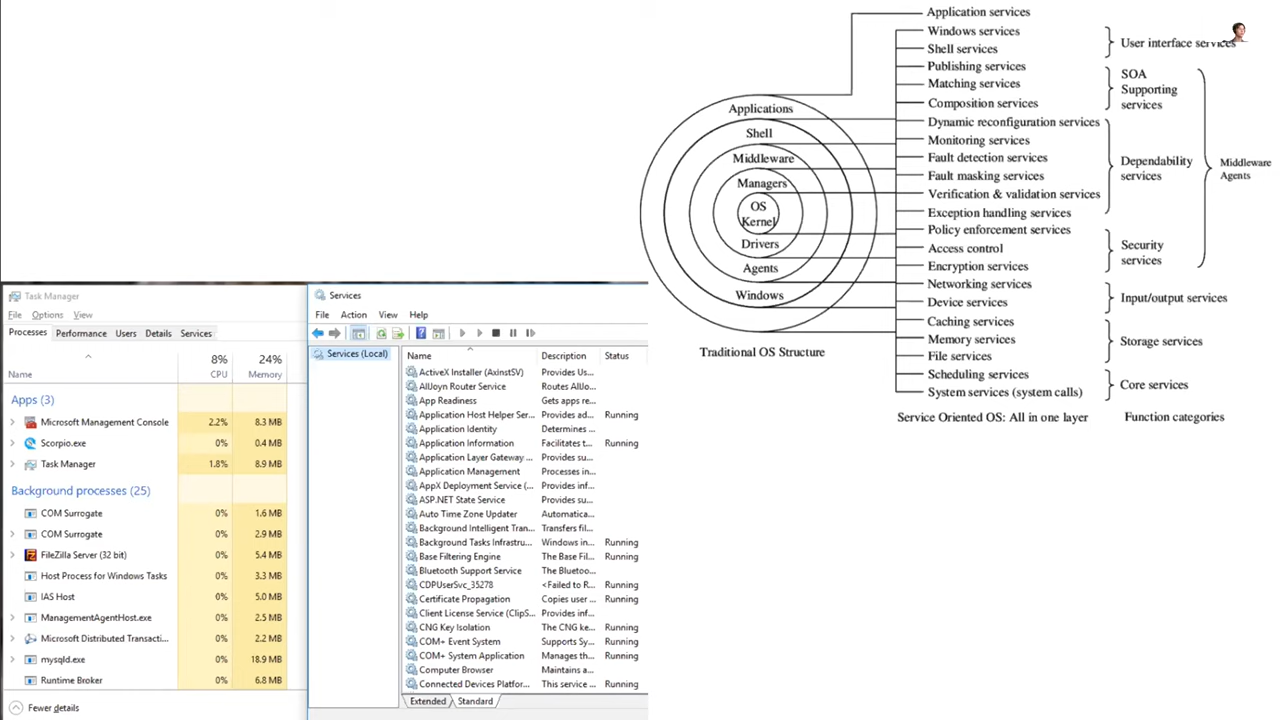 Application services
Windows services
Shell services
User interface services
Publishing services
Matching services
Composition services
SOA
Supporting
services
Dynamic reconfiguration services
Monitoring services
Fault detection services
Fault masking services
Verification & validation services
Exception handling services
Dependability
services
Middleware
Agents
Policy enforcement services
Access control
Encryption services
Security
services
Networking services
Device services
Input/output services
Caching services
Memory services
File services
Storage services
Scheduling services
System services (system calls)
Core services
Service Oriented OS: All in one layer
Function categories
Applications
Shell
Middleware
Managers
OS
Kernel
Drivers
Agents
Windows
Traditional OS Structure
Task Manager
File Options View
Processes Performance Users Details Services
8% 24%
Name CPU Memory
Apps (3)
Microsoft Management Console 2.2% 8.3 MB
Scorpio.exe 0% 0.4 MB
Task Manager 1.8% 8.9 MB
Background processes (25)
COM Surrogate 0% 1.6 MB
COM Surrogate 0% 2.9 MB
FileZilla Server (32 bit) 0% 5.4 MB
Host Process for Windows Tasks 0% 3.3 MB
IAS Host 0% 5.0 MB
ManagementAgentHost.exe 0% 2.5 MB
Microsoft Distributed Transacti... 0% 2.2 MB
mysqld.exe 0% 18.9 MB
Runtime Broker 0% 6.8 MB
Fewer details
Services
File Action View Help
Services (Local)
Name Description Status
ActiveX Installer (AxInstSV) Provides Us...
AllJoyn Router Service Routes AllJo...
App Readiness Gets apps re...
Application Host Helper Ser... Provides ad... Running
Application Identity Determines ...
Application Information Facilitates t... Running
Application Layer Gateway ... Provides su...
Application Management Processes in...
AppX Deployment Service (... Provides inf...
ASP.NET State Service Provides su...
Auto Time Zone Updater Automatica...
Background Intelligent Tran... Transfers fil...
Background Tasks Infrastru... Windows in... Running
Base Filtering Engine The Base Fil... Running
Bluetooth Support Service The Bluetoo...
CDPUserSvc_35278 <Failed to R... Running
Certificate Propagation Copies user ... Running
Client License Service (ClipS... Provides inf...
CNG Key Isolation The CNG ke... Running
COM+ Event System Supports Sy... Running
COM+ System Application Manages th... Running
Computer Browser Maintains a...
Connected Devices Platfor... This service ... Running
Extended Standard